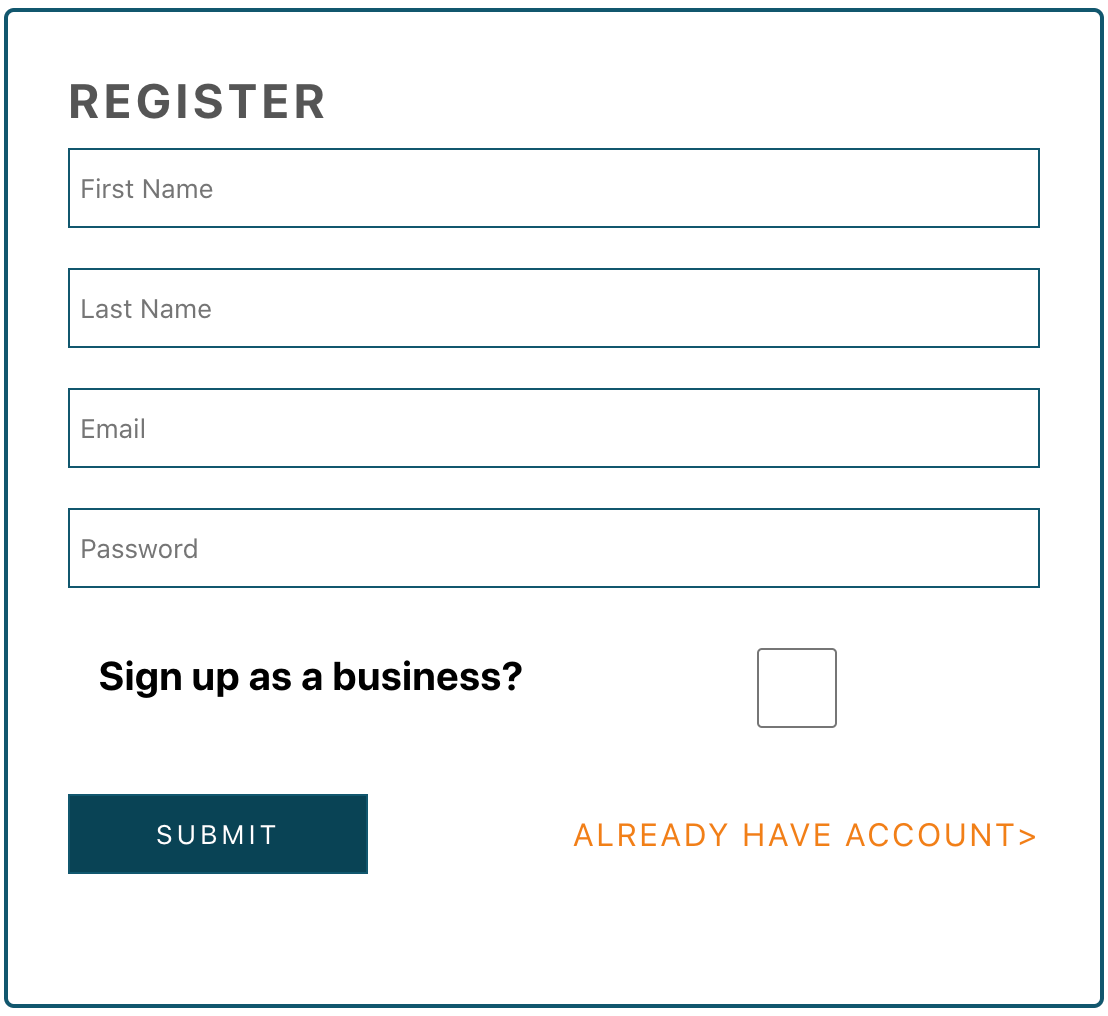 REGISTER
First Name
Last Name
Email
Password
Sign up as a business?
SUBMIT
ALREADY HAVE ACCOUNT>